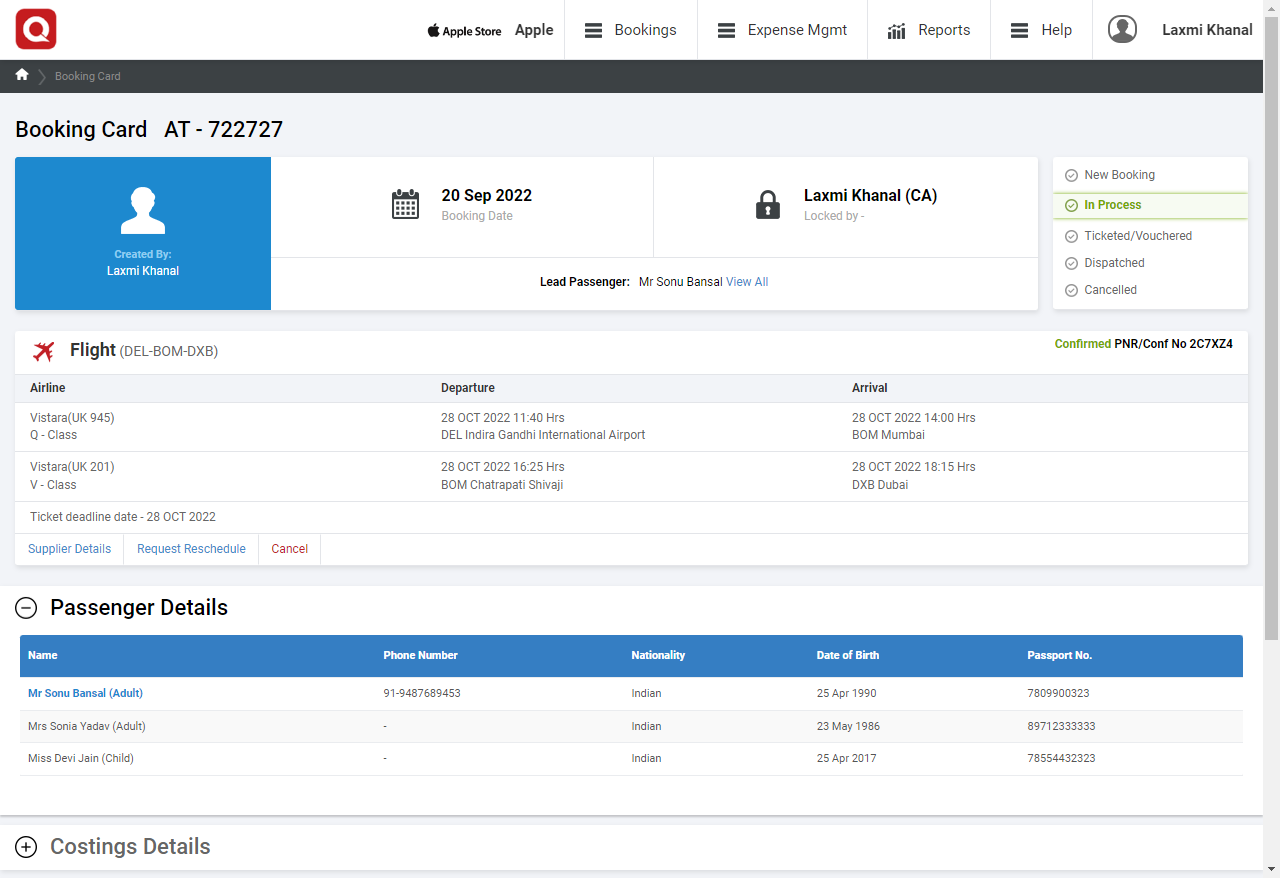 Apple Store Apple Bookings Expense Mgmt Reports Help Laxmi Khanal
Booking Card
Booking Card AT - 722727
Created By:
Laxmi Khanal
20 Sep 2022
Booking Date
Laxmi Khanal (CA)
Locked by -
Lead Passenger: Mr Sonu Bansal View All
New Booking
In Process
Ticketed/Vouchered
Dispatched
Cancelled
Flight (DEL-BOM-DXB)
Confirmed PNR/Conf No 2C7XZ4
Airline Departure Arrival
Vistara(UK 945) 28 OCT 2022 11:40 Hrs 28 OCT 2022 14:00 Hrs
Q - Class DEL Indira Gandhi International Airport BOM Mumbai
Vistara(UK 201) 28 OCT 2022 16:25 Hrs 28 OCT 2022 18:15 Hrs
V - Class BOM Chatrapati Shivaji DXB Dubai
Ticket deadline date - 28 OCT 2022
Supplier Details Request Reschedule Cancel
Passenger Details
Name Phone Number Nationality Date of Birth Passport No.
Mr Sonu Bansal (Adult) 91-9487689453 Indian 25 Apr 1990 7809900323
Mrs Sonia Yadav (Adult) - Indian 23 May 1986 89712333333
Miss Devi Jain (Child) - Indian 25 Apr 2017 78554432323
Costings Details